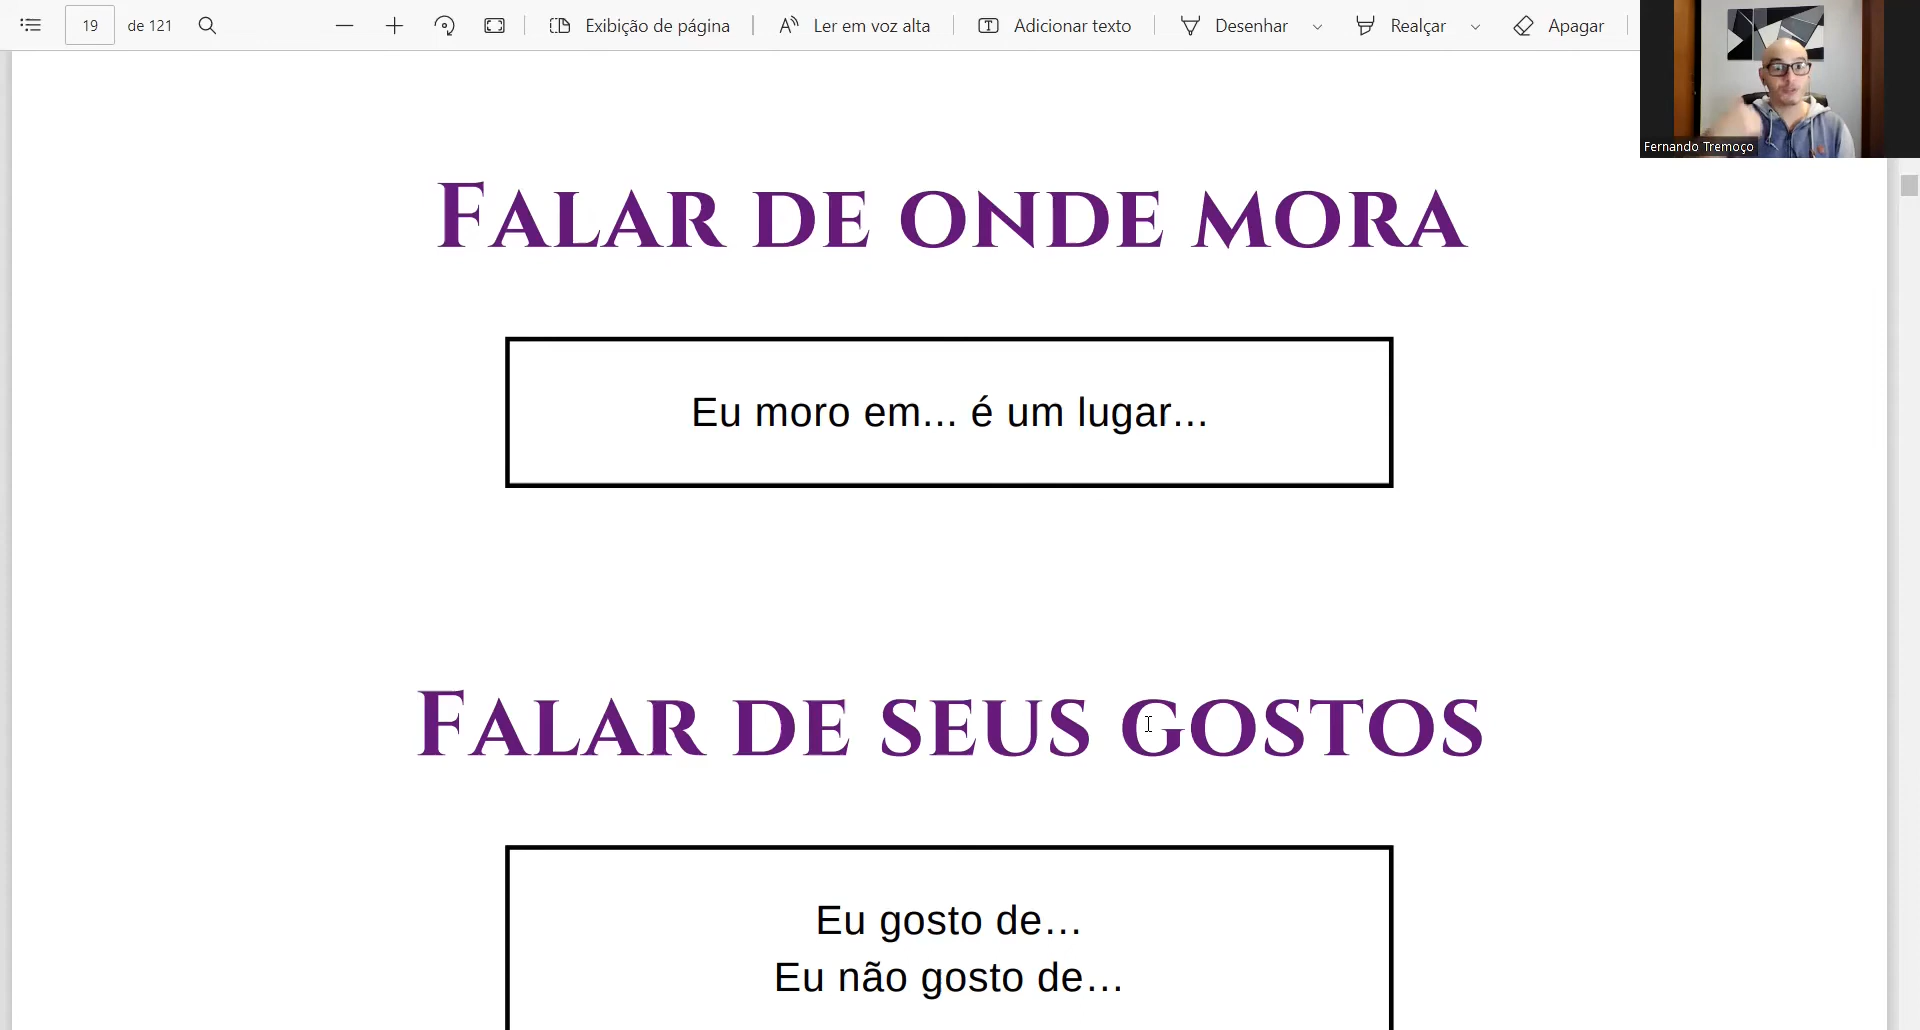 19 de 121 Exibição de página Ler em voz alta Adicionar texto Desenhar Realçar Apagar
Fernando Tremoço
FALAR DE ONDE MORA
Eu moro em... é um lugar...
FALAR DE SEUS GOSTOS
Eu gosto de...
Eu não gosto de...